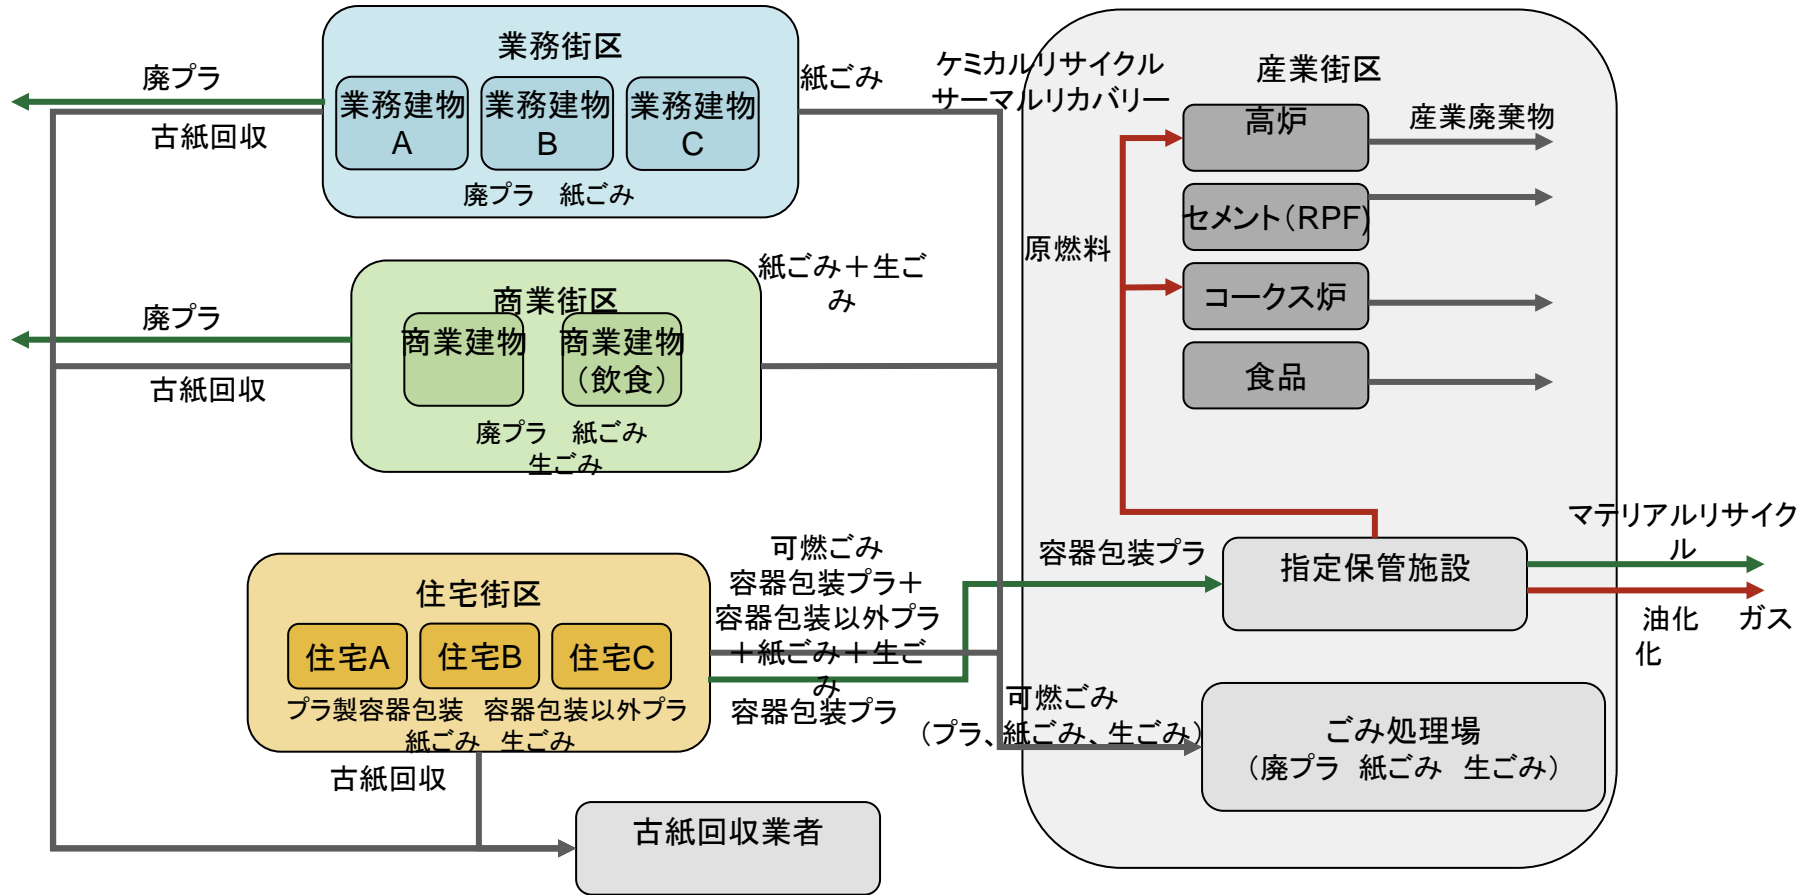 業務街区
業務建物
A
業務建物
B
業務建物
C
廃プラ　紙ごみ
廃プラ
古紙回収
紙ごみ
商業街区
商業建物
商業建物
（飲食）
廃プラ　紙ごみ
生ごみ
廃プラ
古紙回収
紙ごみ＋生ご
み
住宅街区
住宅A
住宅B
住宅C
プラ製容器包装　容器包装以外プラ
紙ごみ　生ごみ
古紙回収
可燃ごみ
容器包装プラ＋
容器包装以外プラ
＋紙ごみ＋生ご
み
容器包装プラ
古紙回収業者
ケミカルリサイクル
サーマルリカバリー
産業街区
高炉
産業廃棄物
セメント（RPF)
コークス炉
食品
原燃料
容器包装プラ
指定保管施設
マテリアルリサイク
ル
油化　ガス
化
可燃ごみ
（プラ、紙ごみ、生ごみ）
ごみ処理場
（廃プラ　紙ごみ　生ごみ）